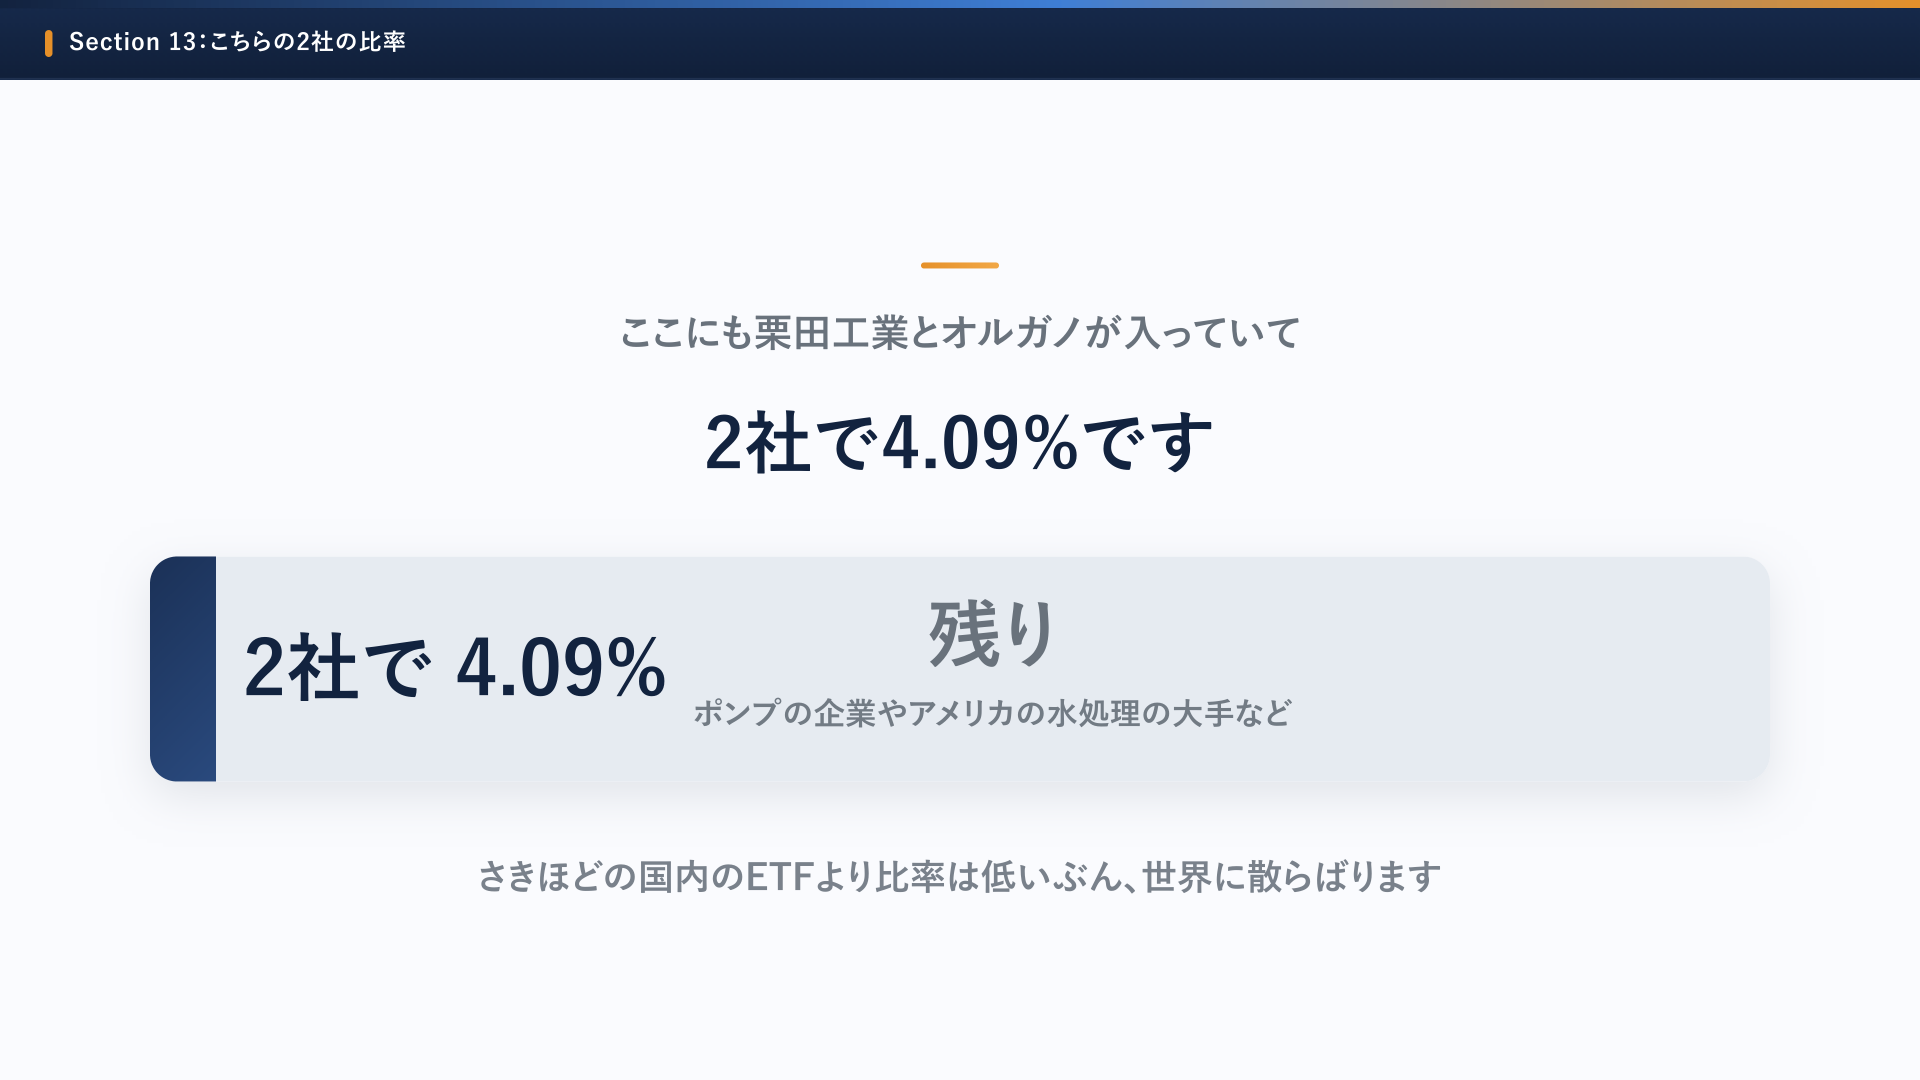 Section 13：こちらの2社の比率
ここにも栗田工業とオルガノが入っていて
2社で4.09%です
2社で 4.09%
残り
ポンプの企業やアメリカの水処理の大手など
さきほどの国内のETFより比率は低いぶん、世界に散らばります